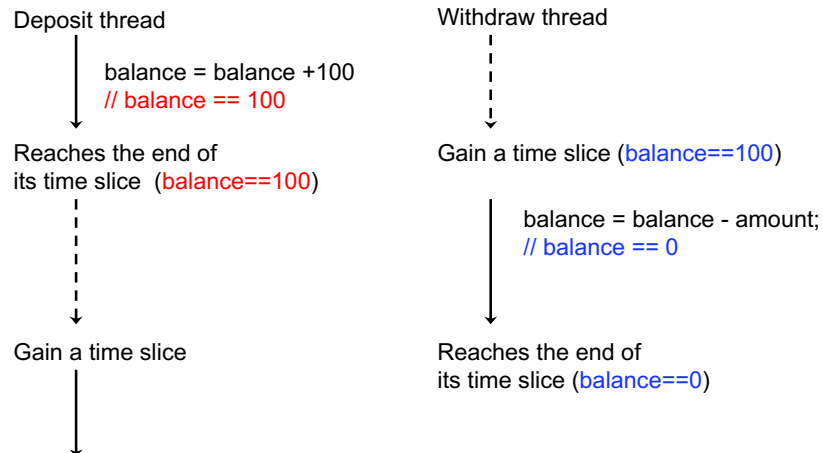 Deposit thread
balance = balance +100
// balance == 100
Reaches the end of
its time slice (balance==100)
Gain a time slice
Withdraw thread
Gain a time slice (balance==100)
balance = balance - amount;
// balance == 0
Reaches the end of
its time slice (balance==0)